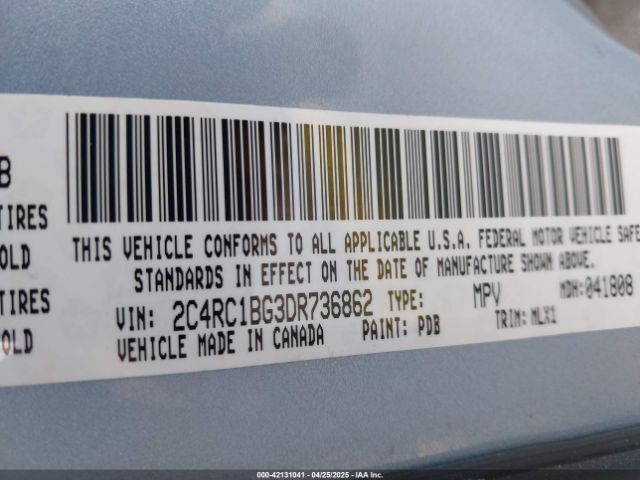 B
TIRES
OLD
TIRES
OLD
THIS VEHICLE CONFORMS TO ALL APPLICABLE U.S.A. FEDERAL MOTOR VEHICLE SAFE
STANDARDS IN EFFECT ON THE DATE OF MANUFACTURE SHOWN ABOVE.
VIN: 2C4RC1BG3DR736862 TYPE: MPV MDH:041808
VEHICLE MADE IN CANADA PAINT: PDB TRIM: MLX1
000-42131041 - 04/25/2025 - IAA Inc.